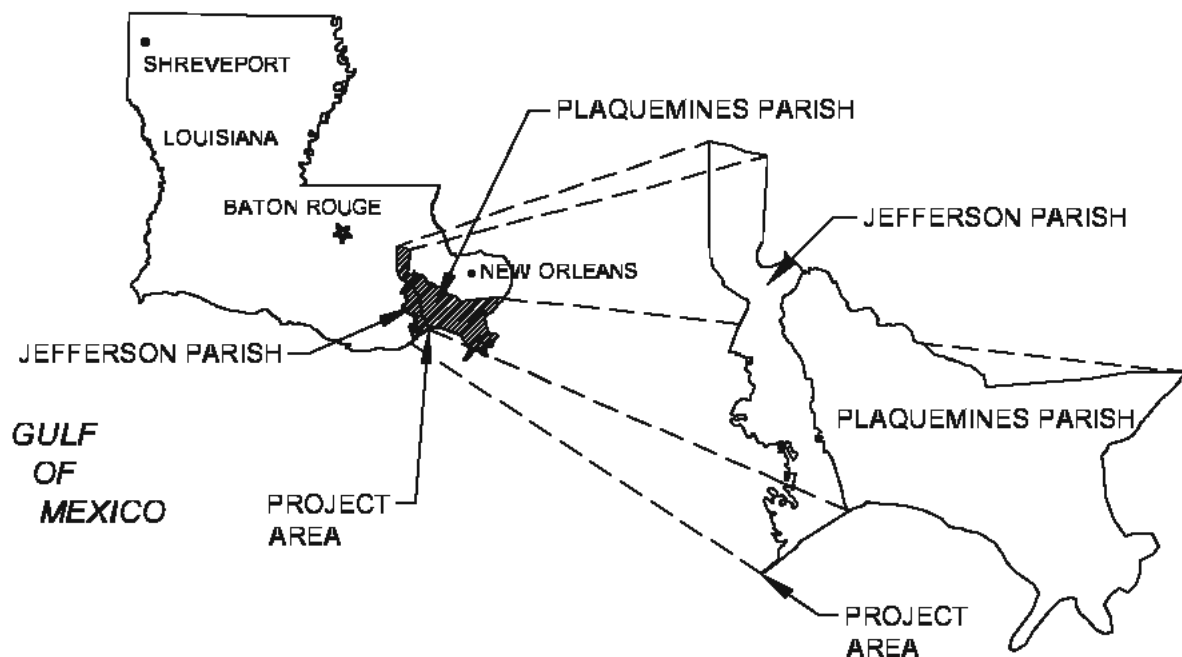 SHREVEPORT
LOUISIANA
BATON ROUGE
PLAQUEMINES PARISH
NEW ORLEANS
JEFFERSON PARISH
GULF
OF
MEXICO
PROJECT
AREA
JEFFERSON PARISH
PLAQUEMINES PARISH
PROJECT
AREA